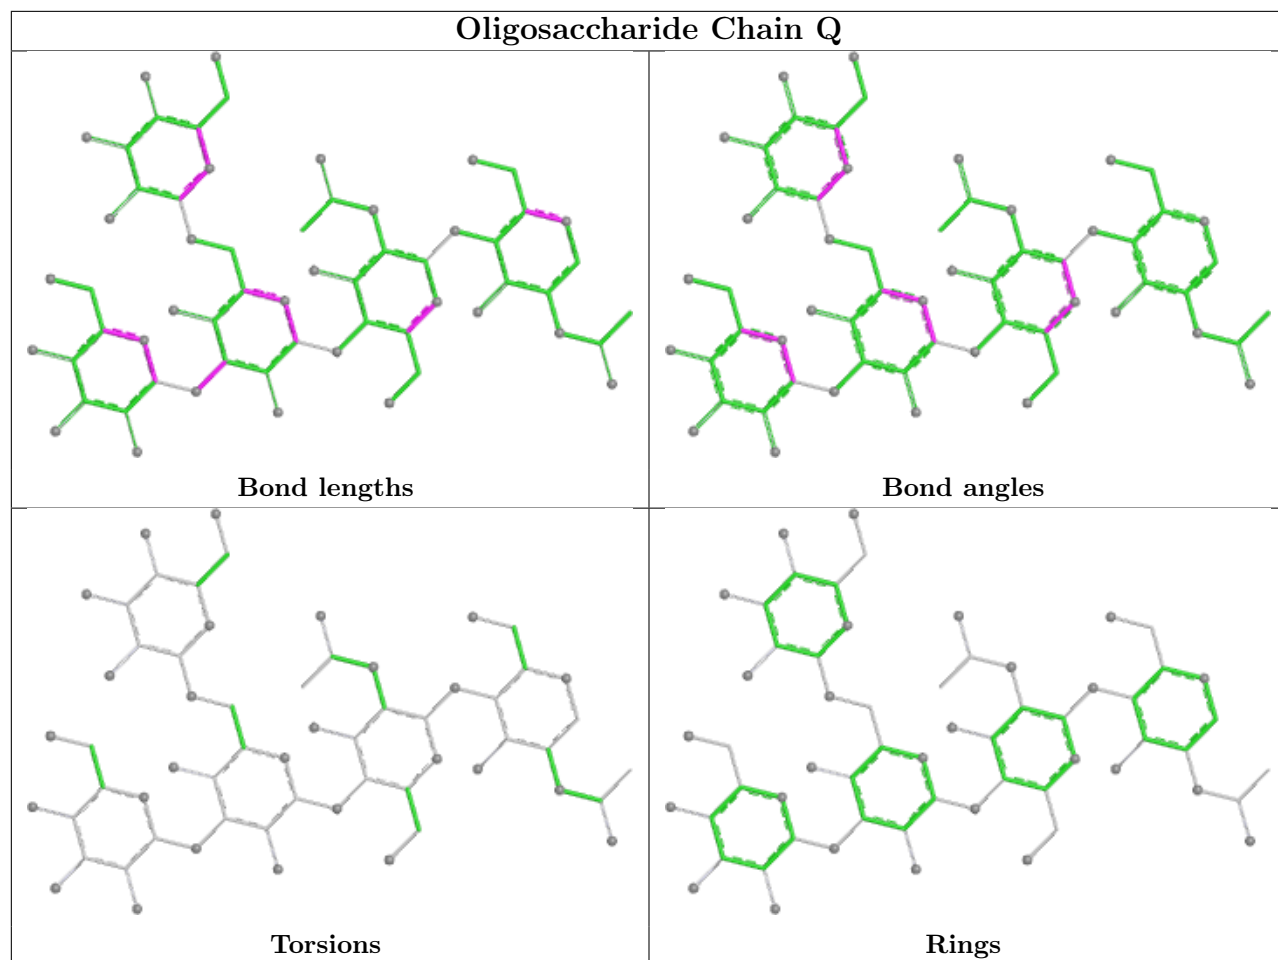 Oligosaccharide Chain Q
Bond lengths
Bond angles
Torsions
Rings